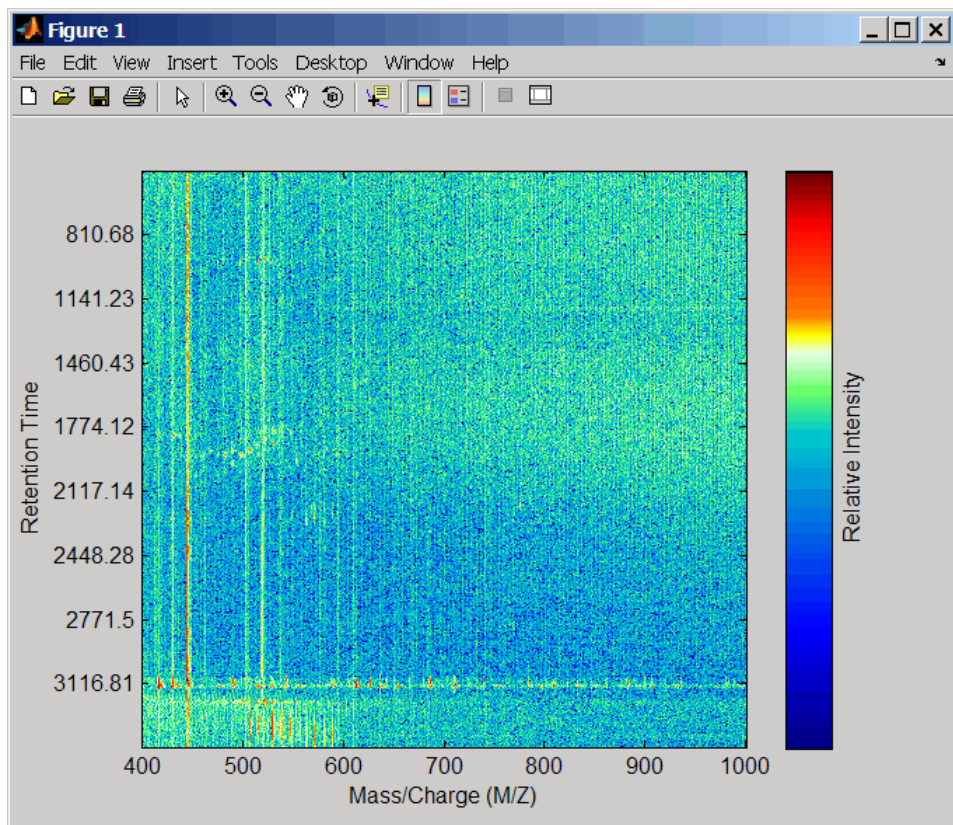 Figure 1
File Edit View Insert Tools Desktop Window Help
810.68
1141.23
1460.43
1774.12
2117.14
2448.28
2771.5
3116.81
Retention Time
400 500 600 700 800 900 1000
Mass/Charge (M/Z)
Relative Intensity